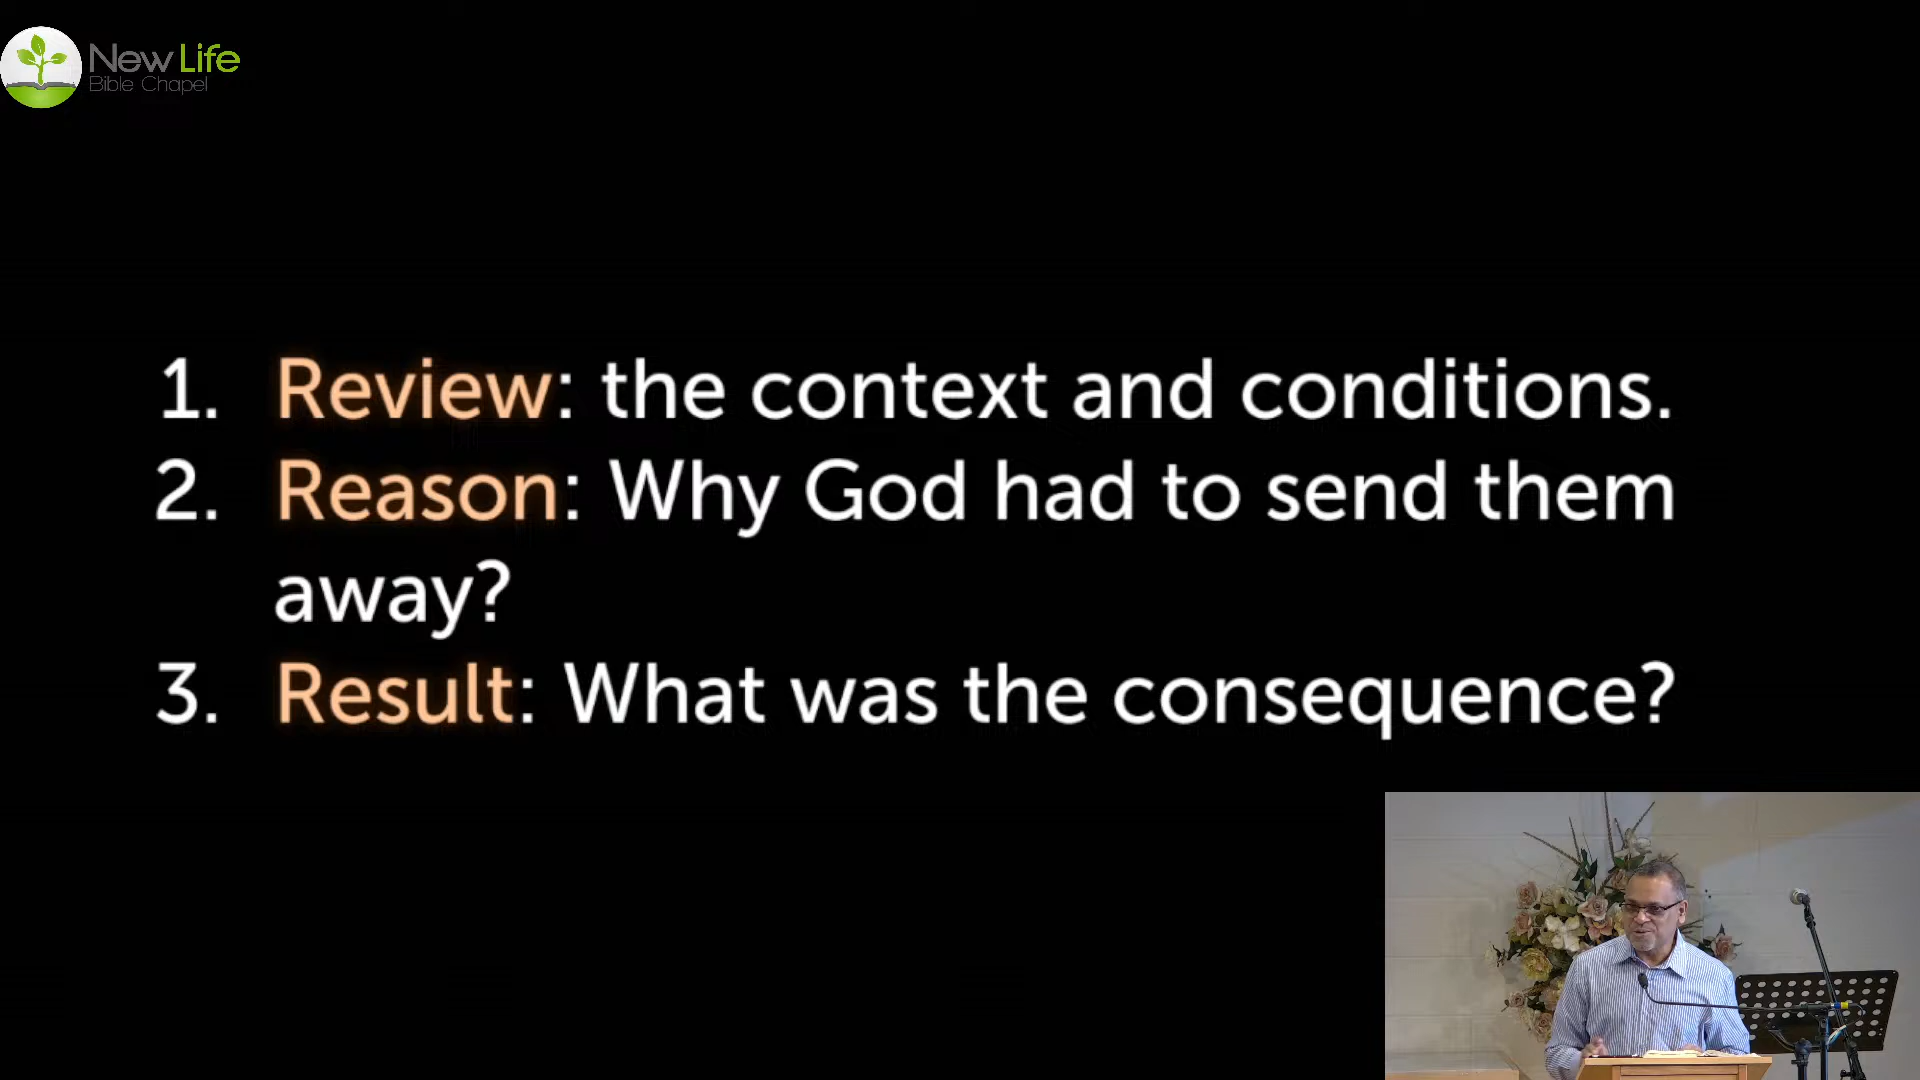 New Life
Bible Chapel
1. Review: the context and conditions.
2. Reason: Why God had to send them
away?
3. Result: What was the consequence?